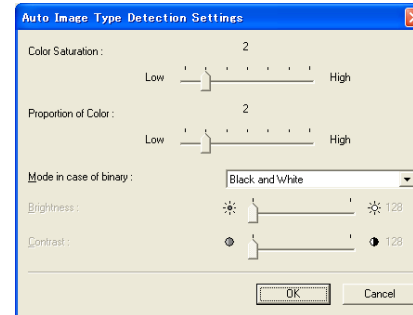 Auto Image Type Detection Settings
Color Saturation :
2
Low
High
Proportion of Color :
2
Low
High
Mode in case of binary :
Black and White
Brightness :
128
Contrast :
128
OK
Cancel